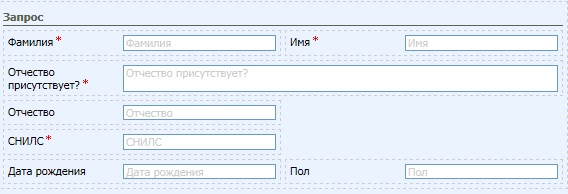 Запрос
Фамилия * Фамилия Имя * Имя
Отчество присутствует? * Отчество присутствует?
Отчество Отчество
СНИЛС * СНИЛС
Дата рождения Дата рождения Пол Пол